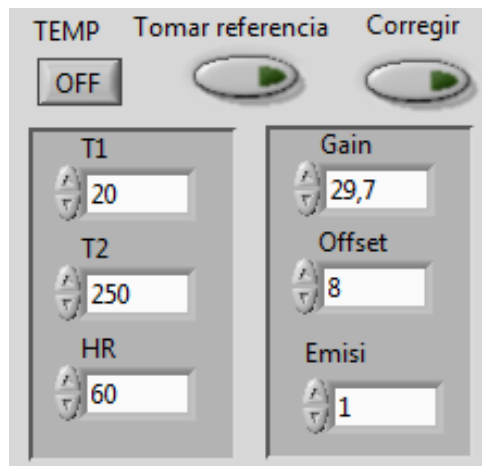 TEMP Tomar referencia Corregir
OFF
T1
20
T2
250
HR
60
Gain
29,7
Offset
8
Emisi
1